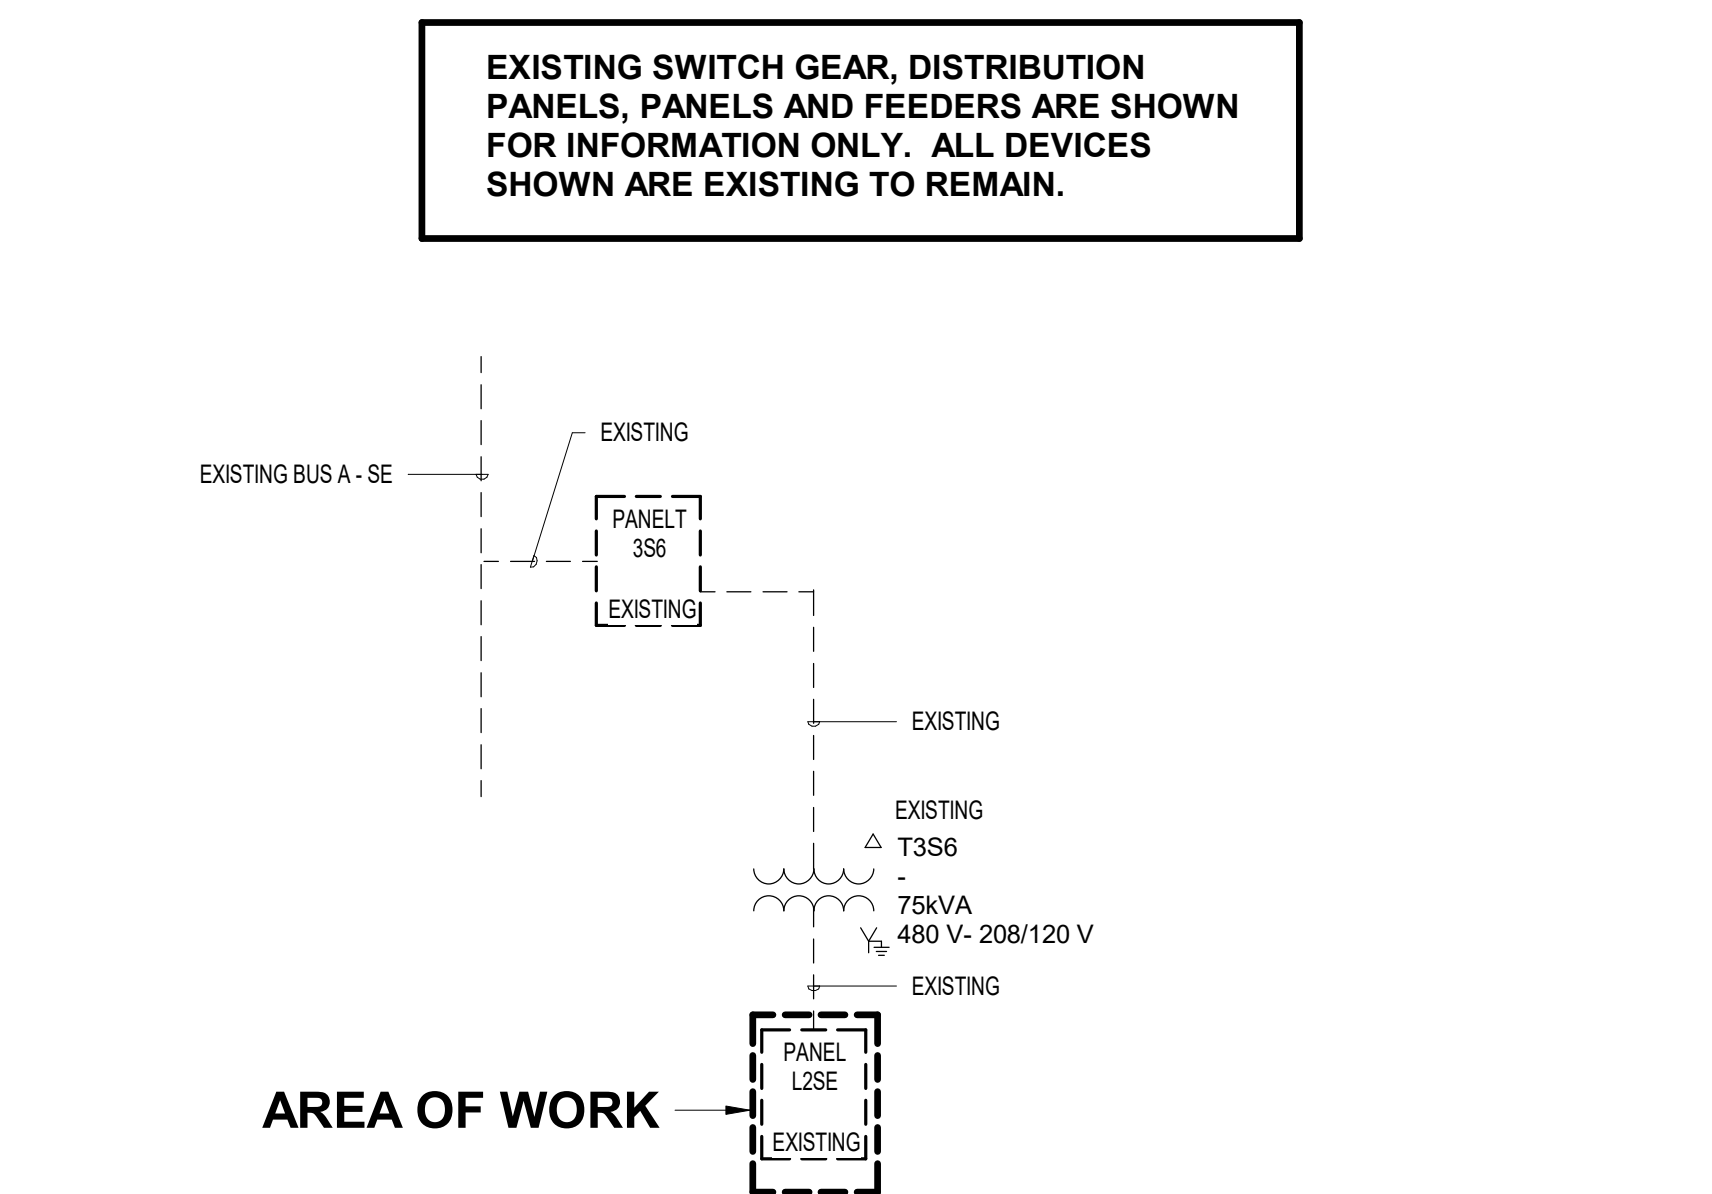 EXISTING SWITCH GEAR, DISTRIBUTION
PANELS, PANELS AND FEEDERS ARE SHOWN
FOR INFORMATION ONLY. ALL DEVICES
SHOWN ARE EXISTING TO REMAIN.
EXISTING
EXISTING BUS A - SE
PANELT
3S6
EXISTING
EXISTING
EXISTING
T3S6
-
75kVA
480 V- 208/120 V
EXISTING
PANEL
L2SE
AREA OF WORK
EXISTING